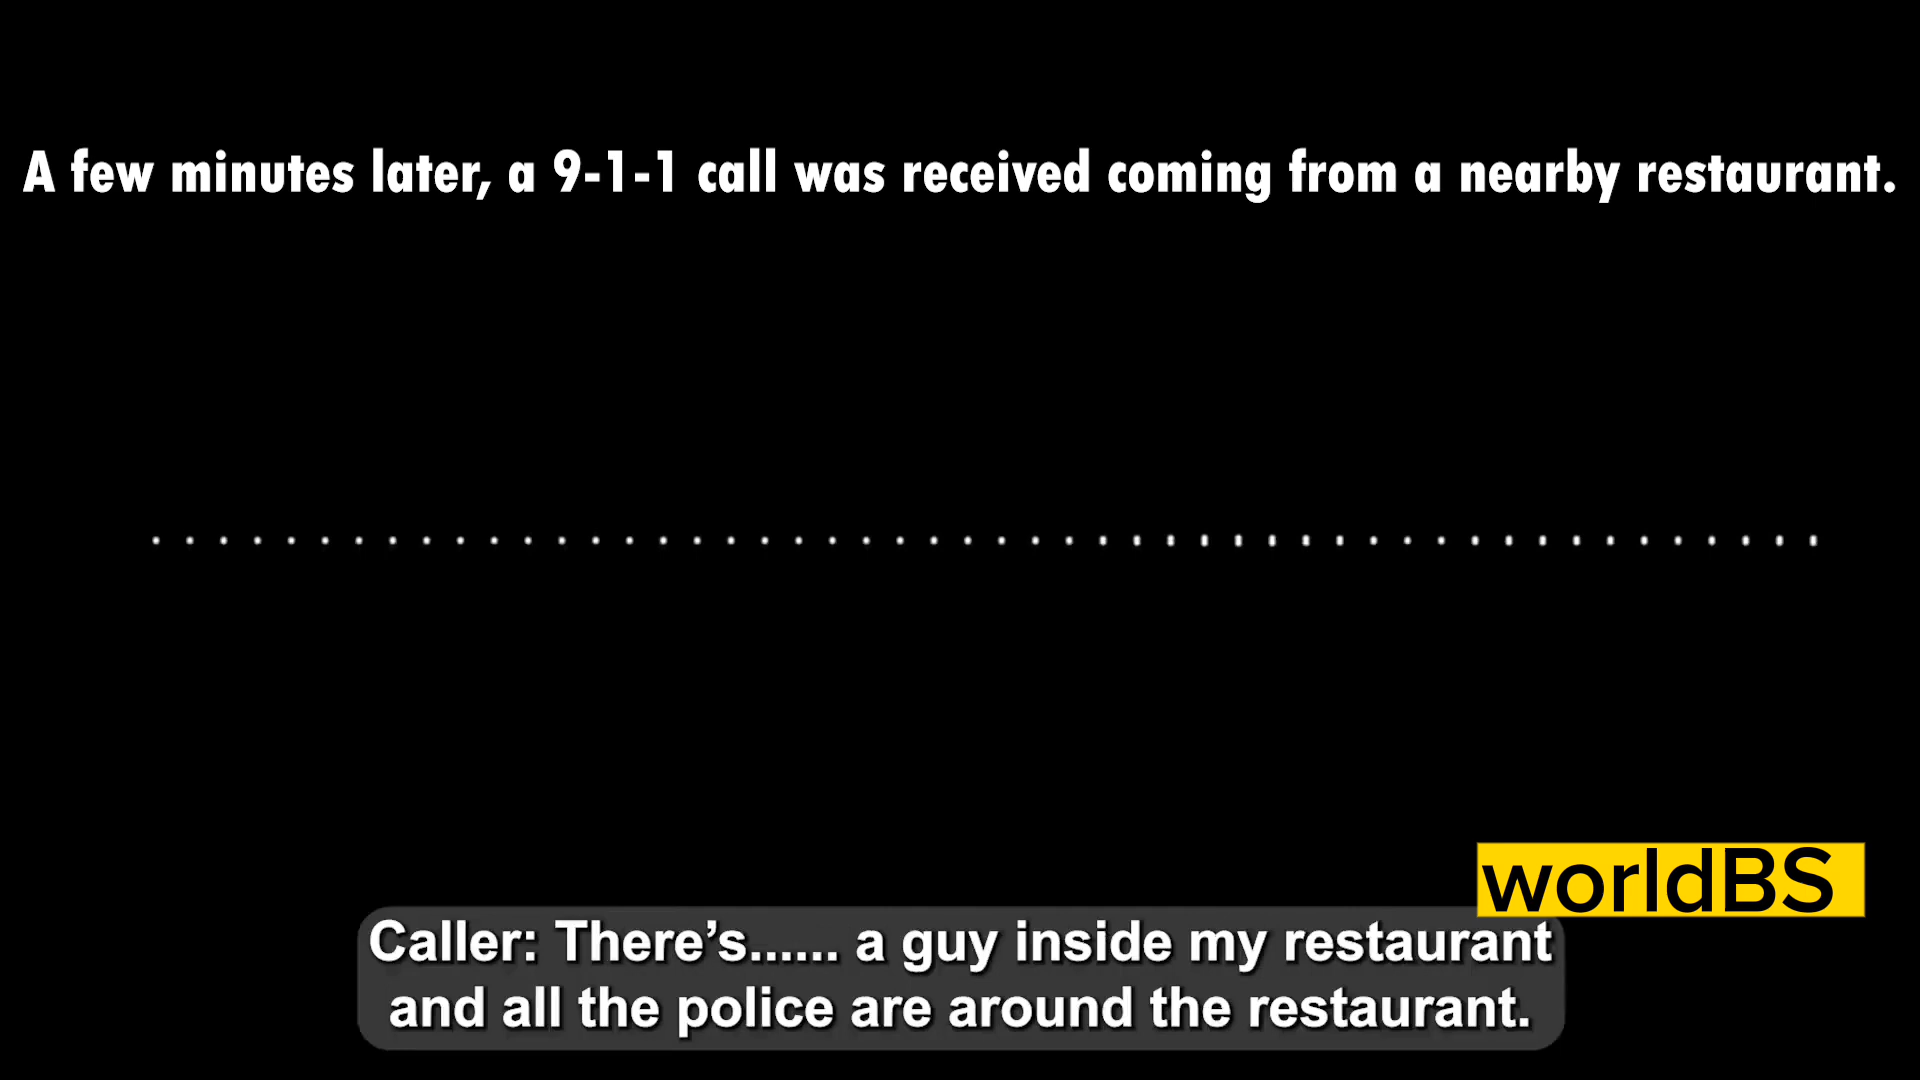 A few minutes later, a 9-1-1 call was received coming from a nearby restaurant.
worldBS
Caller: There’s...... a guy inside my restaurant
and all the police are around the restaurant.